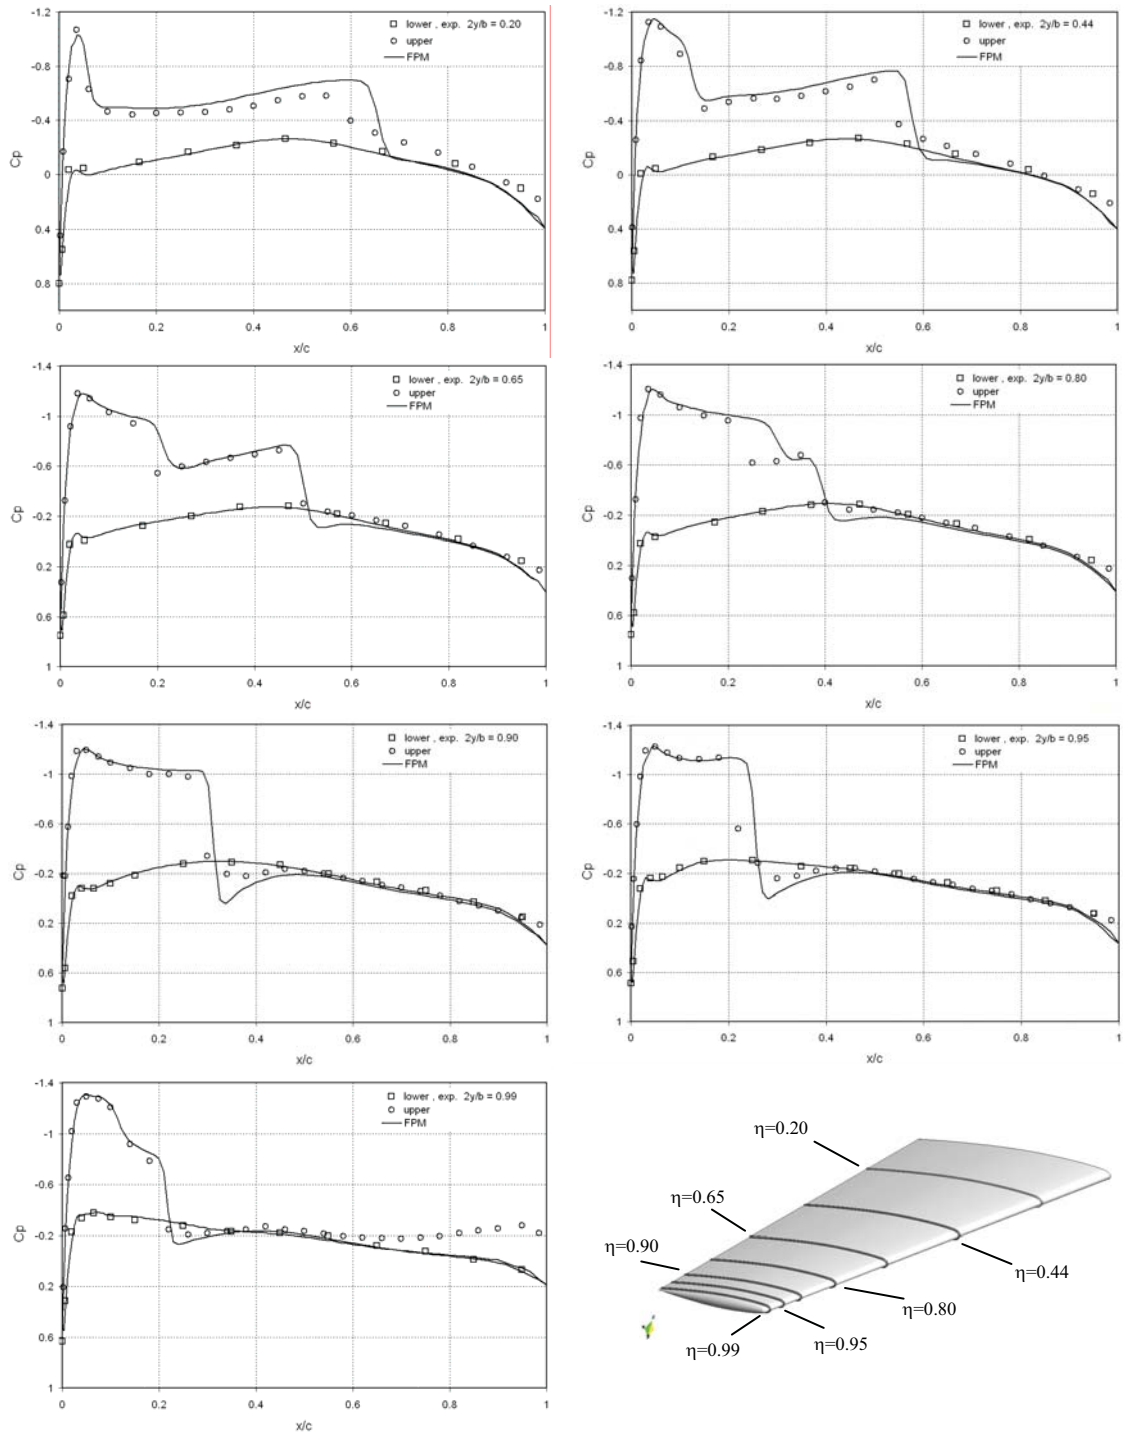 -1.2
-0.8
-0.4
0
0.4
0.8
Cp
lower , exp. 2y/b = 0.20
upper
FPM
0 0.2 0.4 0.6 0.8 1
x/c
-1.2
-0.8
-0.4
0
0.4
0.8
Cp
lower , exp. 2y/b = 0.44
upper
FPM
0 0.2 0.4 0.6 0.8 1
x/c
-1.4
-1
-0.6
-0.2
0.2
0.6
1
Cp
lower , exp. 2y/b = 0.65
upper
FPM
0 0.2 0.4 0.6 0.8 1
x/c
-1.4
-1
-0.6
-0.2
0.2
0.6
1
Cp
lower , exp. 2y/b = 0.80
upper
FPM
0 0.2 0.4 0.6 0.8 1
x/c
-1.4
-1
-0.6
-0.2
0.2
0.6
1
Cp
lower , exp. 2y/b = 0.90
upper
FPM
0 0.2 0.4 0.6 0.8 1
x/c
-1.4
-1
-0.6
-0.2
0.2
0.6
1
Cp
lower , exp. 2y/b = 0.95
upper
FPM
0 0.2 0.4 0.6 0.8 1
x/c
-1.4
-1
-0.6
-0.2
0.2
0.6
1
Cp
lower , exp. 2y/b = 0.99
upper
FPM
0 0.2 0.4 0.6 0.8 1
x/c
η=0.20
η=0.65
η=0.90
η=0.44
η=0.80
η=0.95
η=0.99